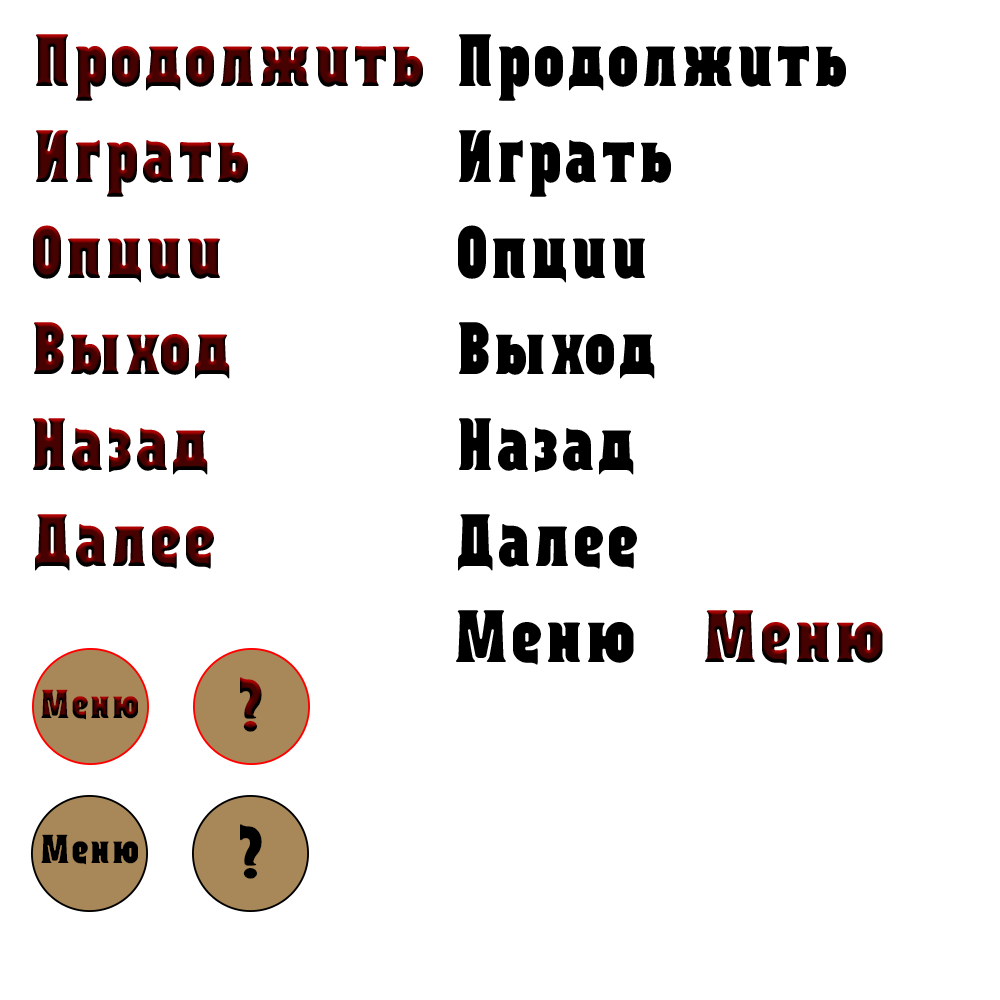 Продолжить Продолжить
Играть Играть
Опции Опции
Выход Выход
Назад Назад
Далее Далее
Меню Меню
Меню ?
Меню ?